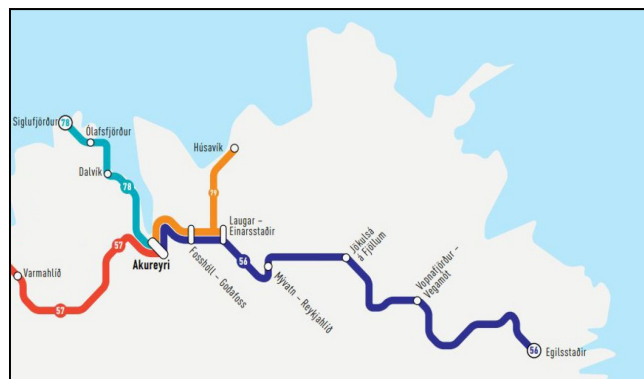 Siglufjörður
78
Ólafsfjörður
Dalvík
78
Húsavík
79
Laugar –
Einarsstaðir
Varmahlíð
57
Akureyri
57
Fosshóll – Goðafoss
56
Mývatn – Reykjahlíð
Jökulsá
á Fjöllum
Vopnafjörður –
Vegamót
56
Egilsstaðir